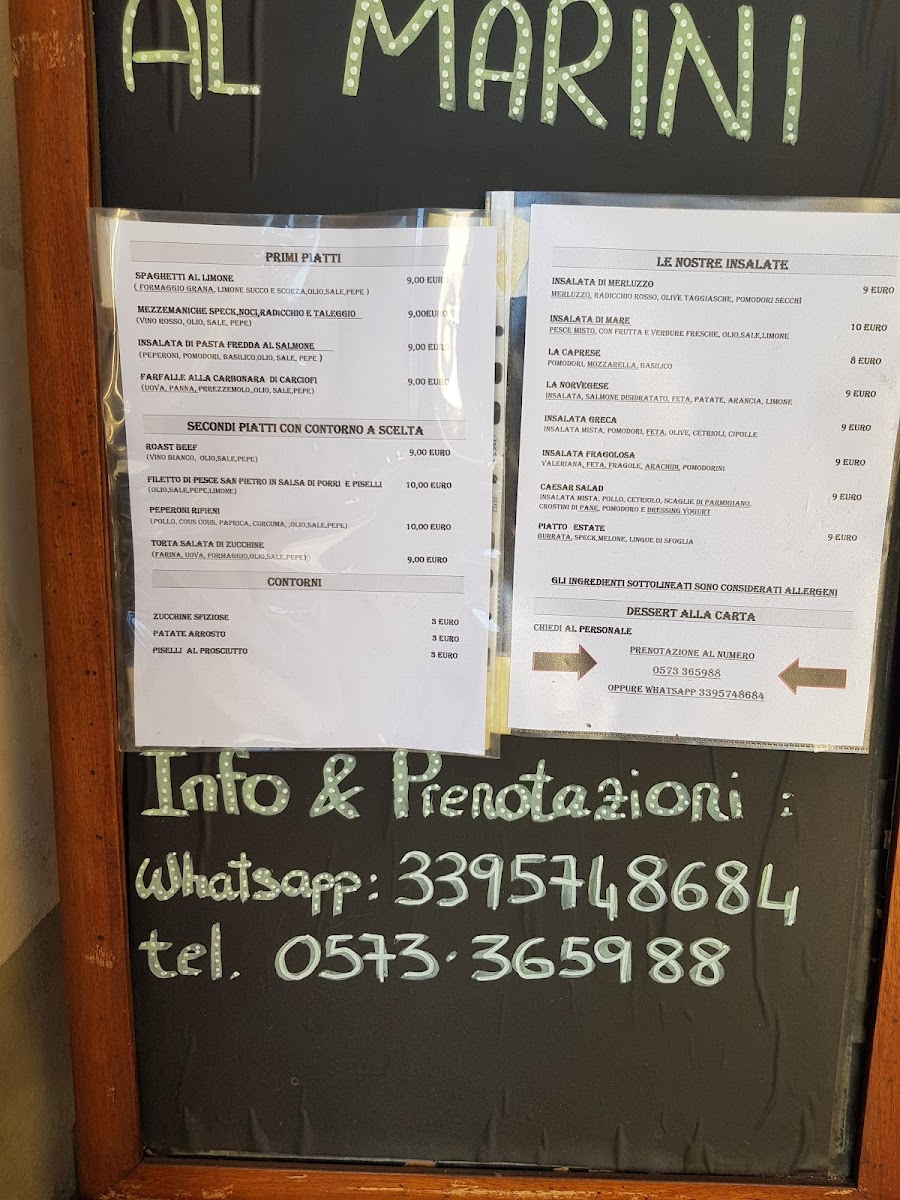 AL MARINI
PRIMI PIATTI
SPAGHETTI AL LIMONE 9,00 EURO
( FORMAGGIO GRANA, LIMONE SUCCO E SCORZA,OLIO,SALE,PEPE )
MEZZEMANICHE SPECK,NOCI,RADICCHIO E TALEGGIO 9,00EURO
(VINO ROSSO, OLIO, SALE, PEPE)
INSALATA DI PASTA FREDDA AL SALMONE 9,00 EURO
(PEPERONI, POMODORI, BASILICO,OLIO, SALE, PEPE )
FARFALLE ALLA CARBONARA DI CARCIOFI 9,00 EURO
(UOVA, PANNA, PRREZZEMOLO,,OLIO, SALE,PEPE)
SECONDI PIATTI CON CONTORNO A SCELTA
ROAST BEEF 9,00 EURO
(VINO BIANCO, OLIO,SALE,PEPE)
FILETTO DI PESCE SAN PIETRO IN SALSA DI PORRI E PISELLI 10,00 EURO
(OLIO,SALE,PEPE,LIMONE)
PEPERONI RIPIENI
(POLLO, COUS COUS, PAPRICA, CURCUMA, ,OLIO,SALE,PEPE) 10,00 EURO
TORTA SALATA DI ZUCCHINE
(FARINA, UOVA, FORMAGGIO,OLIO,SALE,PEPE) 9,00 EURO
CONTORNI
ZUCCHINE SFIZIOSE 3 EURO
PATATE ARROSTO 3 EURO
PISELLI AL PROSCIUTTO 3 EURO
LE NOSTRE INSALATE
INSALATA DI MERLUZZO 9 EURO
MERLUZZO, RADICCHIO ROSSO, OLIVE TAGGIASCHE, POMODORI SECCHI
INSALATA DI MARE 10 EURO
PESCE MISTO, CON FRUTTA E VERDURE FRESCHE, OLIO,SALE,LIMONE
LA CAPRESE 8 EURO
POMODORI, MOZZARELLA, BASILICO
LA NORVEGESE 9 EURO
INSALATA, SALMONE DISIDRATATO, FETA, PATATE, ARANCIA, LIMONE
INSALATA GRECA 9 EURO
INSALATA MISTA, POMODORI, FETA, OLIVE, CETRIOLI, CIPOLLE
INSALATA FRAGOLOSA 9 EURO
VALERIANA, FETA, FRAGOLE, ARACHIDI, POMODORINI
CAESAR SALAD 9 EURO
INSALATA MISTA, POLLO, CETRIOLO, SCAGLIE DI PARMIGIANO,
CROSTINI DI PANE, POMODORO E DRESSING YOGURT
PIATTO ESTATE 9 EURO
BURRATA, SPECK,MELONE, LINGUE DI SFOGLIA
GLI INGREDIENTI SOTTOLINEATI SONO CONSIDERATI ALLERGENI
DESSERT ALLA CARTA
CHIEDI AL PERSONALE
PRENOTAZIONE AL NUMERO
0573 365988
OPPURE WHATSAPP 3395748684
Info & Prenotazioni :
Whatsapp: 3395748684
tel. 0573·365988